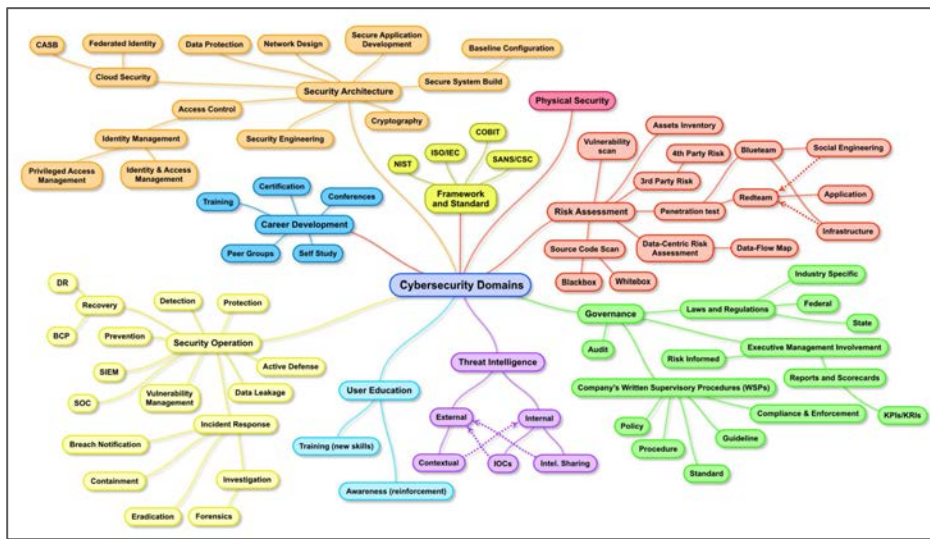 CASB
Federated Identity
Data Protection
Network Design
Secure Application
Development
Baseline Configuration
Cloud Security
Security Architecture
Secure System Build
Access Control
Security Engineering
Cryptography
Identity Management
Privileged Access
Management
Identity & Access
Management
Physical Security
NIST
ISO/IEC
COBIT
SANS/CSC
Framework
and Standard
Training
Certification
Conferences
Career Development
Peer Groups
Self Study
Vulnerability
scan
Assets Inventory
4th Party Risk
3rd Party Risk
Blueteam
Social Engineering
Redteam
Application
Infrastructure
Risk Assessment
Penetration test
Source Code Scan
Data-Centric Risk
Assessment
Data-Flow Map
Blackbox
Whitebox
Cybersecurity Domains
DR
Recovery
BCP
Detection
Protection
Prevention
Security Operation
SIEM
SOC
Vulnerability
Management
Active Defense
Data Leakage
Incident Response
Breach Notification
Containment
Eradication
Forensics
Investigation
User Education
Training (new skills)
Awareness (reinforcement)
Threat Intelligence
External
Internal
Contextual
IOCs
Intel. Sharing
Governance
Audit
Laws and Regulations
Industry Specific
Federal
State
Executive Management Involvement
Risk Informed
Reports and Scorecards
KPIs/KRIs
Company's Written Supervisory Procedures (WSPs)
Compliance & Enforcement
Policy
Procedure
Standard
Guideline